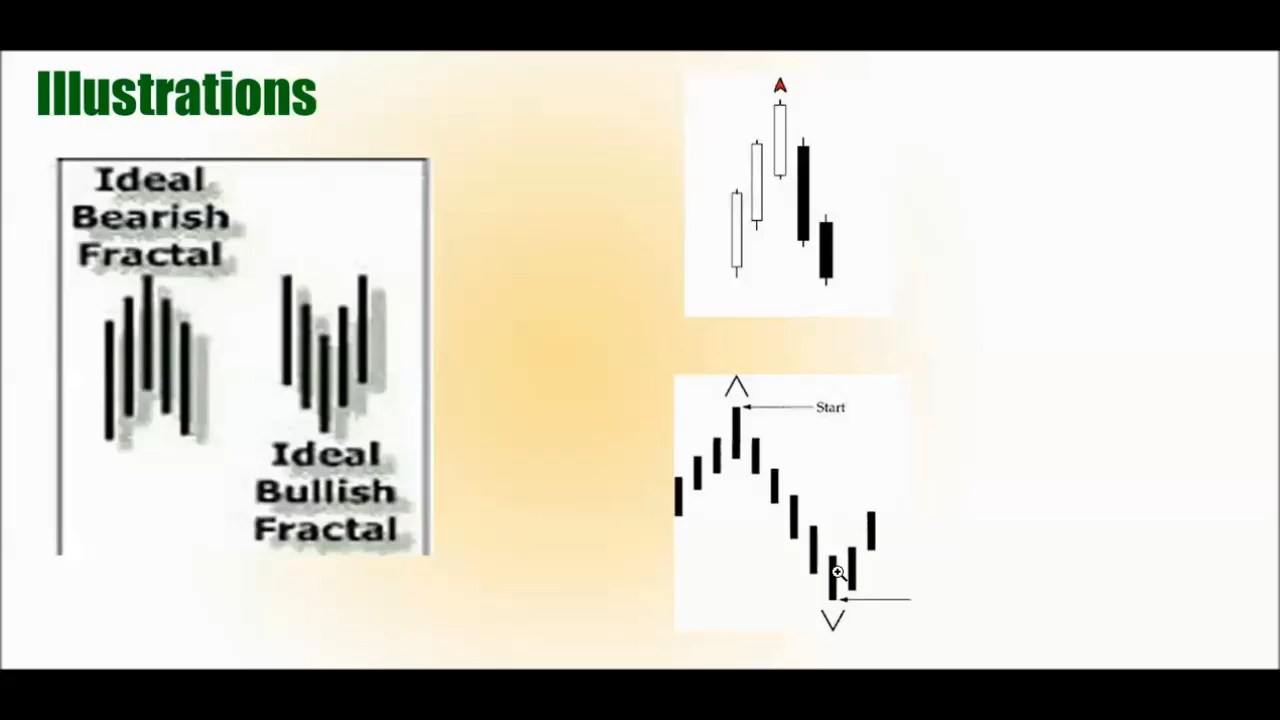 Illustrations
Ideal
Bearish
Fractal
Ideal
Bullish
Fractal
Start